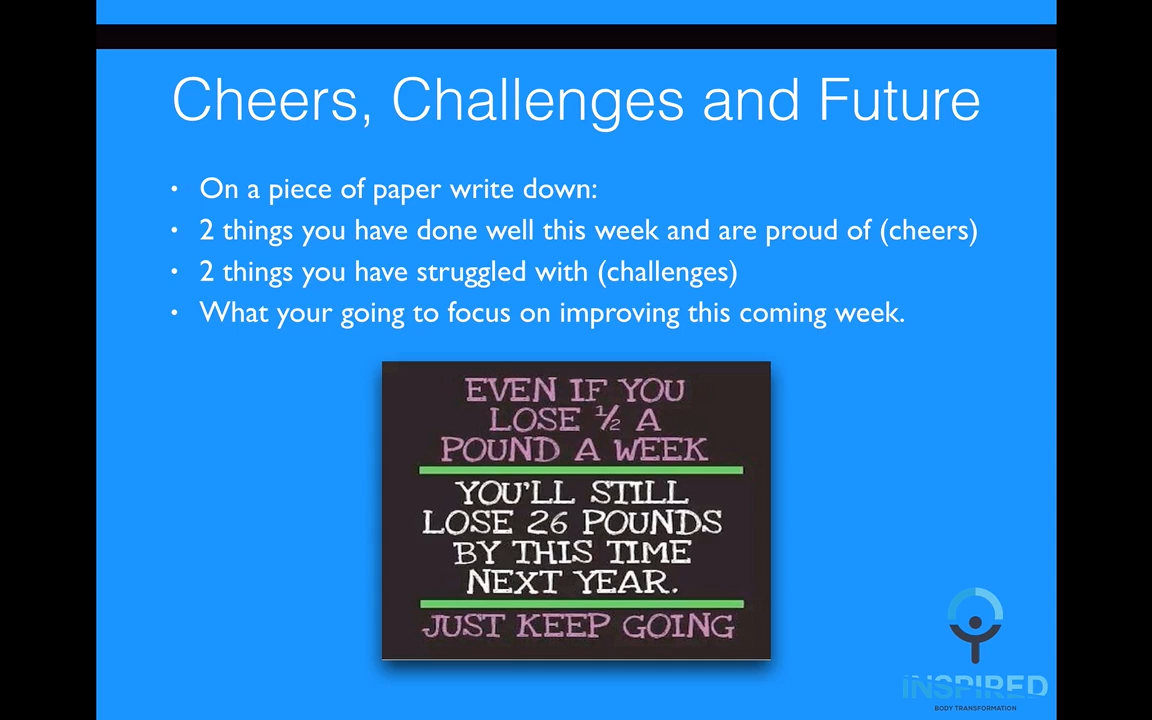 Cheers, Challenges and Future
• On a piece of paper write down:
• 2 things you have done well this week and are proud of (cheers)
• 2 things you have struggled with (challenges)
• What your going to focus on improving this coming week.
EVEN IF YOU
LOSE ½ A
POUND A WEEK
YOU'LL STILL
LOSE 26 POUNDS
BY THIS TIME
NEXT YEAR.
JUST KEEP GOING
INSPIRED
BODY TRANSFORMATION